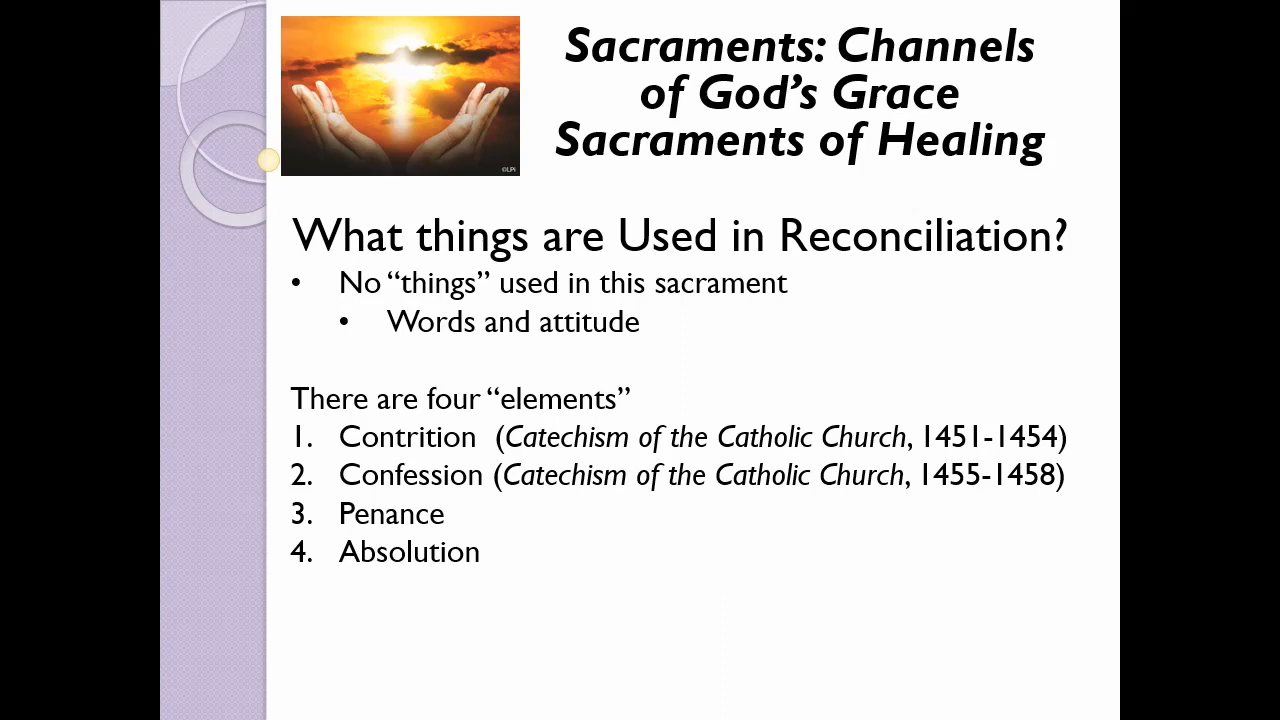 Sacraments: Channels
of God’s Grace
Sacraments of Healing
©LPi
What things are Used in Reconciliation?
• No “things” used in this sacrament
• Words and attitude
There are four “elements”
1. Contrition (Catechism of the Catholic Church, 1451-1454)
2. Confession (Catechism of the Catholic Church, 1455-1458)
3. Penance
4. Absolution